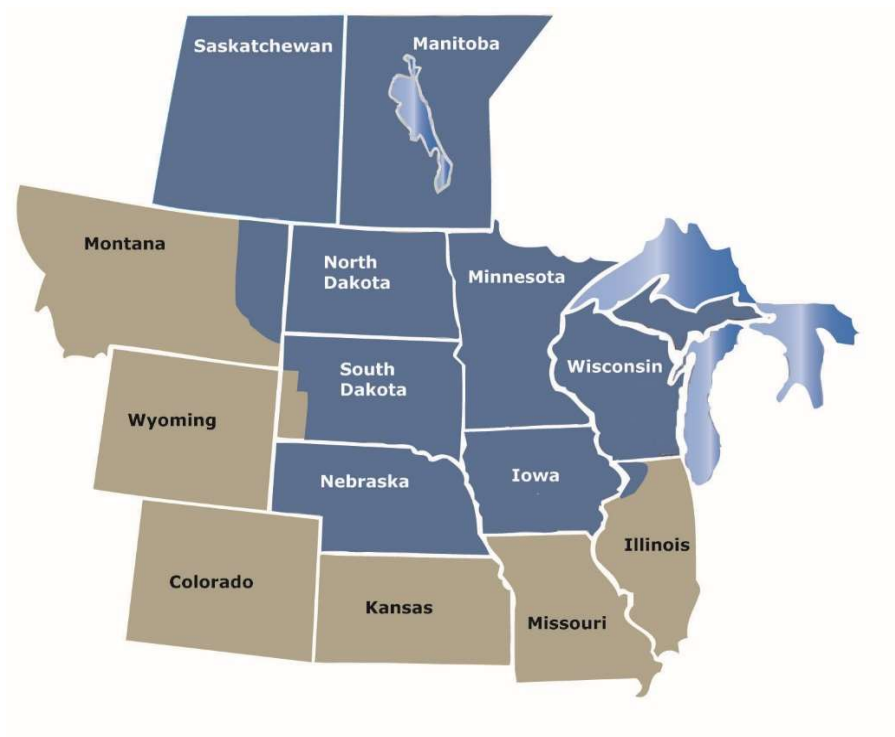 Saskatchewan
Manitoba
Montana
North
Dakota
Minnesota
South
Dakota
Wisconsin
Wyoming
Nebraska
Iowa
Illinois
Colorado
Kansas
Missouri